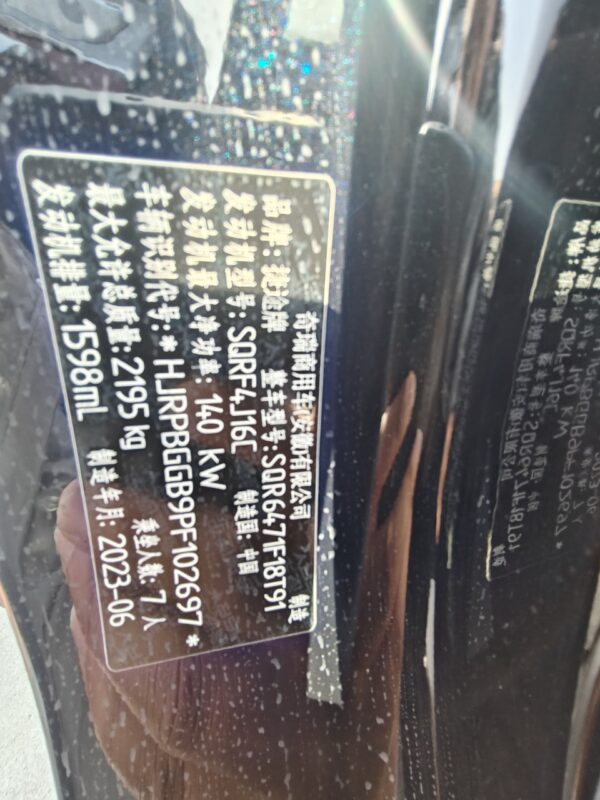 奇瑞商用车(安徽)有限公司 制造
品牌: 捷途牌 整车型号: SQR6471F18T91
发动机型号: SQRF4J16C 制造国: 中国
发动机最大净功率: 140 kW
车辆识别代号: * HJRPBGGB9PF102697 *
最大允许总质量: 2195 kg 乘坐人数: 7 人
发动机排量: 1598mL 制造年月: 2023-06